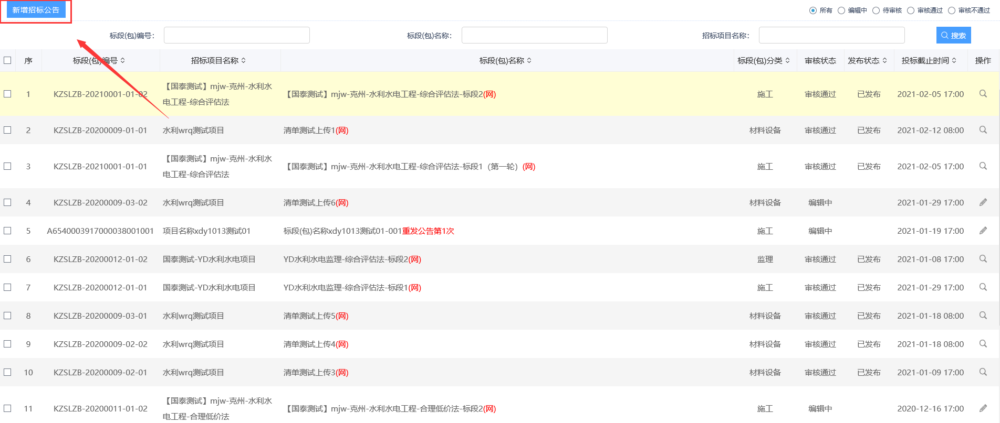 新增招标公告
所有 编辑中 待审核 审核通过 审核不通过
标段(包)编号： 标段(包)名称： 招标项目名称： 搜索
序 标段(包)编号 招标项目名称 标段(包)名称 标段(包)分类 审核状态 发布状态 投标截止时间 操作
1 KZSLZB-20210001-01-02 【国泰测试】mjw-克州-水利水电工程-综合评估法 【国泰测试】mjw-克州-水利水电工程-综合评估法-标段2(网) 施工 审核通过 已发布 2021-02-05 17:00
2 KZSLZB-20200009-01-01 水利wrq测试项目 清单测试上传1(网) 材料设备 审核通过 已发布 2021-02-12 08:00
3 KZSLZB-20210001-01-01 【国泰测试】mjw-克州-水利水电工程-综合评估法 【国泰测试】mjw-克州-水利水电工程-综合评估法-标段1（第一轮）(网) 施工 审核通过 已发布 2021-02-05 17:00
4 KZSLZB-20200009-03-02 水利wrq测试项目 清单测试上传6(网) 材料设备 编辑中 2021-01-29 17:00
5 A6540003917000038001001 项目名称xdy1013测试01 标段(包)名称xdy1013测试01-001重发公告第1次 施工 编辑中 2021-01-19 17:00
6 KZSLZB-20200012-01-02 国泰测试-YD水利水电项目 YD水利水电监理-综合评估法-标段2(网) 监理 审核通过 已发布 2021-01-08 17:00
7 KZSLZB-20200012-01-01 国泰测试-YD水利水电项目 YD水利水电监理-综合评估法-标段1(网) 施工 审核通过 已发布 2021-01-29 17:00
8 KZSLZB-20200009-03-01 水利wrq测试项目 清单测试上传5(网) 材料设备 审核通过 已发布 2021-01-18 08:00
9 KZSLZB-20200009-02-02 水利wrq测试项目 清单测试上传4(网) 材料设备 审核通过 已发布 2021-01-18 08:00
10 KZSLZB-20200009-02-01 水利wrq测试项目 清单测试上传3(网) 材料设备 审核通过 已发布 2021-01-09 17:00
11 KZSLZB-20200011-01-02 【国泰测试】mjw-克州-水利水电工程-合理低价法 【国泰测试】mjw-克州-水利水电工程-合理低价法-标段2(网) 施工 编辑中 2020-12-16 17:00